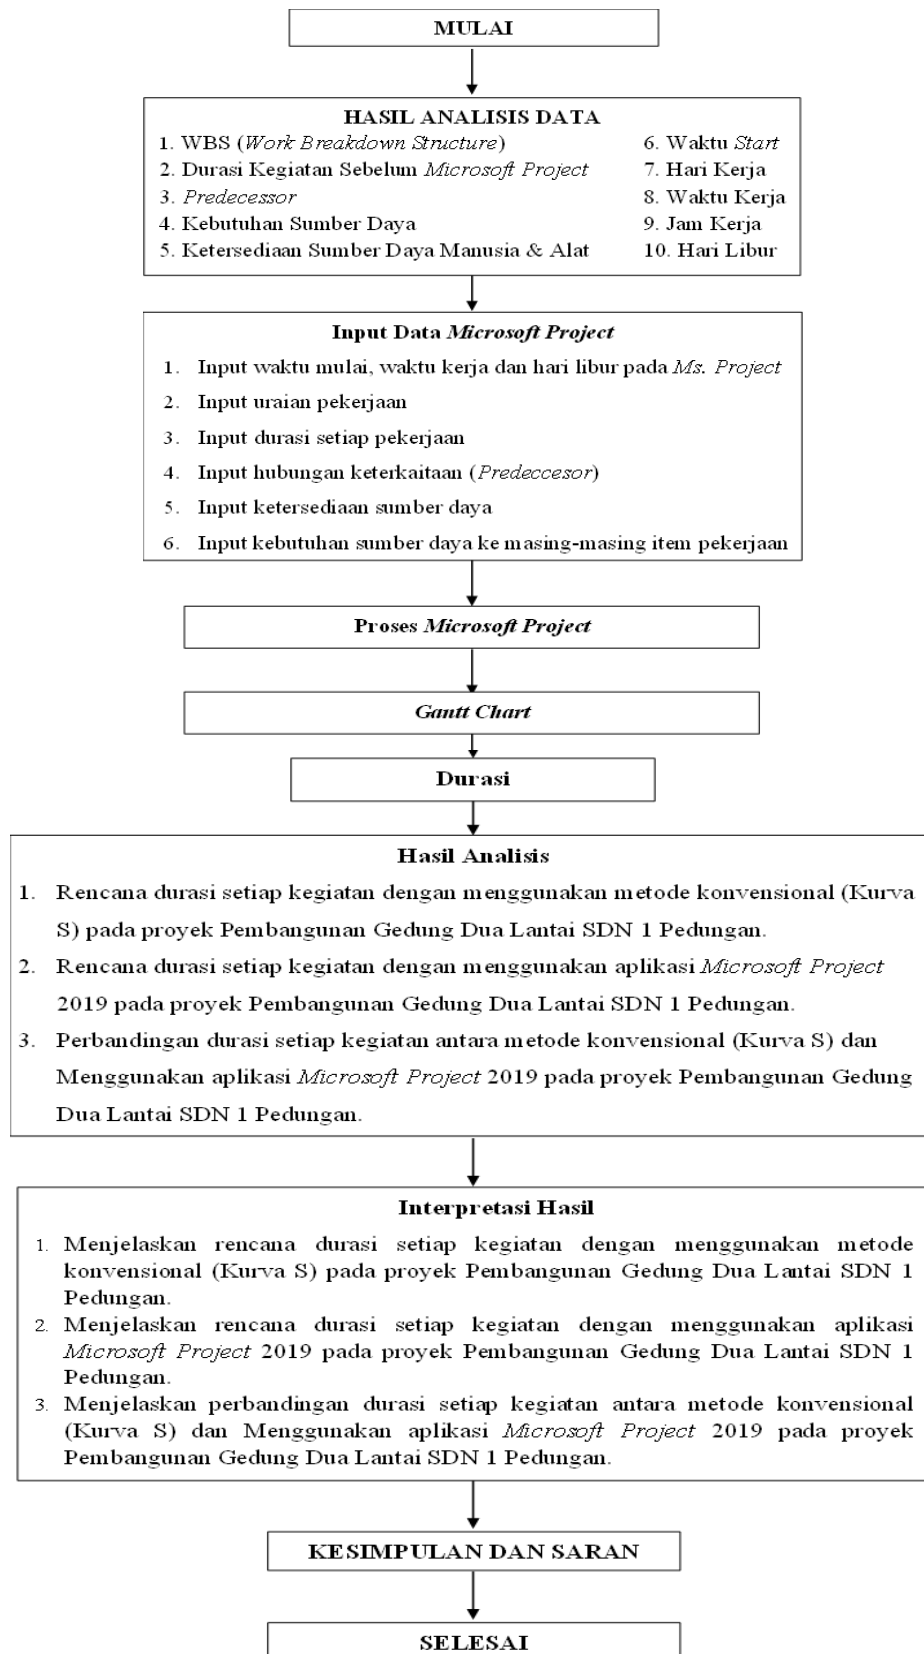 MULAI
HASIL ANALISIS DATA
1. WBS (Work Breakdown Structure)
2. Durasi Kegiatan Sebelum Microsoft Project
3. Predecessor
4. Kebutuhan Sumber Daya
5. Ketersediaan Sumber Daya Manusia & Alat
6. Waktu Start
7. Hari Kerja
8. Waktu Kerja
9. Jam Kerja
10. Hari Libur
Input Data Microsoft Project
1. Input waktu mulai, waktu kerja dan hari libur pada Ms. Project
2. Input uraian pekerjaan
3. Input durasi setiap pekerjaan
4. Input hubungan keterkaitaan (Predeccesor)
5. Input ketersediaan sumber daya
6. Input kebutuhan sumber daya ke masing-masing item pekerjaan
Proses Microsoft Project
Gantt Chart
Durasi
Hasil Analisis
1. Rencana durasi setiap kegiatan dengan menggunakan metode konvensional (Kurva
S) pada proyek Pembangunan Gedung Dua Lantai SDN 1 Pedungan.
2. Rencana durasi setiap kegiatan dengan menggunakan aplikasi Microsoft Project
2019 pada proyek Pembangunan Gedung Dua Lantai SDN 1 Pedungan.
3. Perbandingan durasi setiap kegiatan antara metode konvensional (Kurva S) dan
Menggunakan aplikasi Microsoft Project 2019 pada proyek Pembangunan Gedung
Dua Lantai SDN 1 Pedungan.
Interpretasi Hasil
1. Menjelaskan rencana durasi setiap kegiatan dengan menggunakan metode
konvensional (Kurva S) pada proyek Pembangunan Gedung Dua Lantai SDN 1
Pedungan.
2. Menjelaskan rencana durasi setiap kegiatan dengan menggunakan aplikasi
Microsoft Project 2019 pada proyek Pembangunan Gedung Dua Lantai SDN 1
Pedungan.
3. Menjelaskan perbandingan durasi setiap kegiatan antara metode konvensional
(Kurva S) dan Menggunakan aplikasi Microsoft Project 2019 pada proyek
Pembangunan Gedung Dua Lantai SDN 1 Pedungan.
KESIMPULAN DAN SARAN
SELESAI